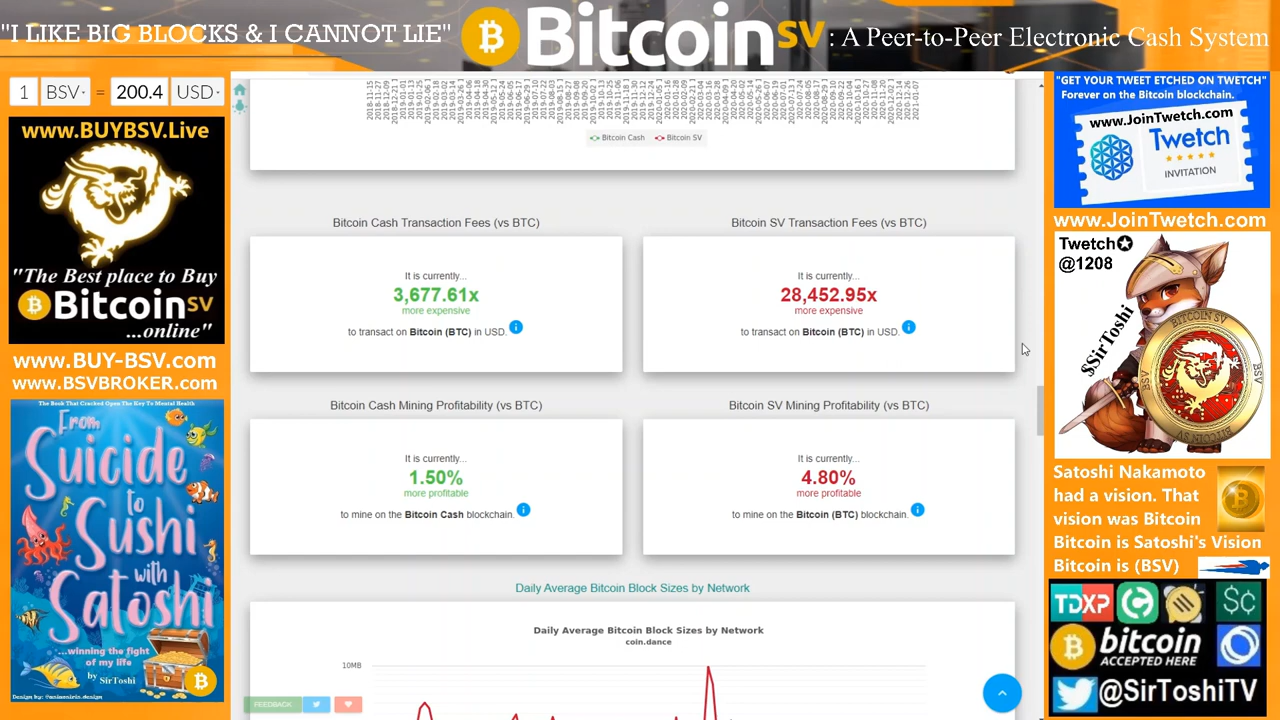 "I LIKE BIG BLOCKS & I CANNOT LIE"
BitcoinSV : A Peer-to-Peer Electronic Cash System
1 BSV = 200.4 USD
www.BUYBSV.Live
"The Best place to Buy
BitcoinSV
...online"
www.BUY-BSV.com
www.BSVBROKER.com
The Book That Cracked Open The Key To Mental Health
From
Suicide
to
Sushi
with
Satoshi
...winning the fight
of my life
by SirToshi
Bitcoin Cash Bitcoin SV
Bitcoin Cash Transaction Fees (vs BTC)
It is currently...
3,677.61x
more expensive
to transact on Bitcoin (BTC) in USD.
Bitcoin SV Transaction Fees (vs BTC)
It is currently...
28,452.95x
more expensive
to transact on Bitcoin (BTC) in USD.
Bitcoin Cash Mining Profitability (vs BTC)
It is currently...
1.50%
more profitable
to mine on the Bitcoin Cash blockchain.
Bitcoin SV Mining Profitability (vs BTC)
It is currently...
4.80%
more profitable
to mine on the Bitcoin (BTC) blockchain.
Daily Average Bitcoin Block Sizes by Network
Daily Average Bitcoin Block Sizes by Network
coin.dance
10MB
FEEDBACK
"GET YOUR TWEET ETCHED ON TWETCH"
Forever on the Bitcoin blockchain.
www.JoinTwetch.com
Twetch
INVITATION
www.JoinTwetch.com
Twetch
@1208
$SirToshi
BITCOIN SV
BSV
BSV
BITCOIN SV
Satoshi Nakamoto
had a vision. That
vision was Bitcoin
Bitcoin is Satoshi's Vision
Bitcoin is (BSV)
TDXP
bitcoin
ACCEPTED HERE
@SirToshiTV